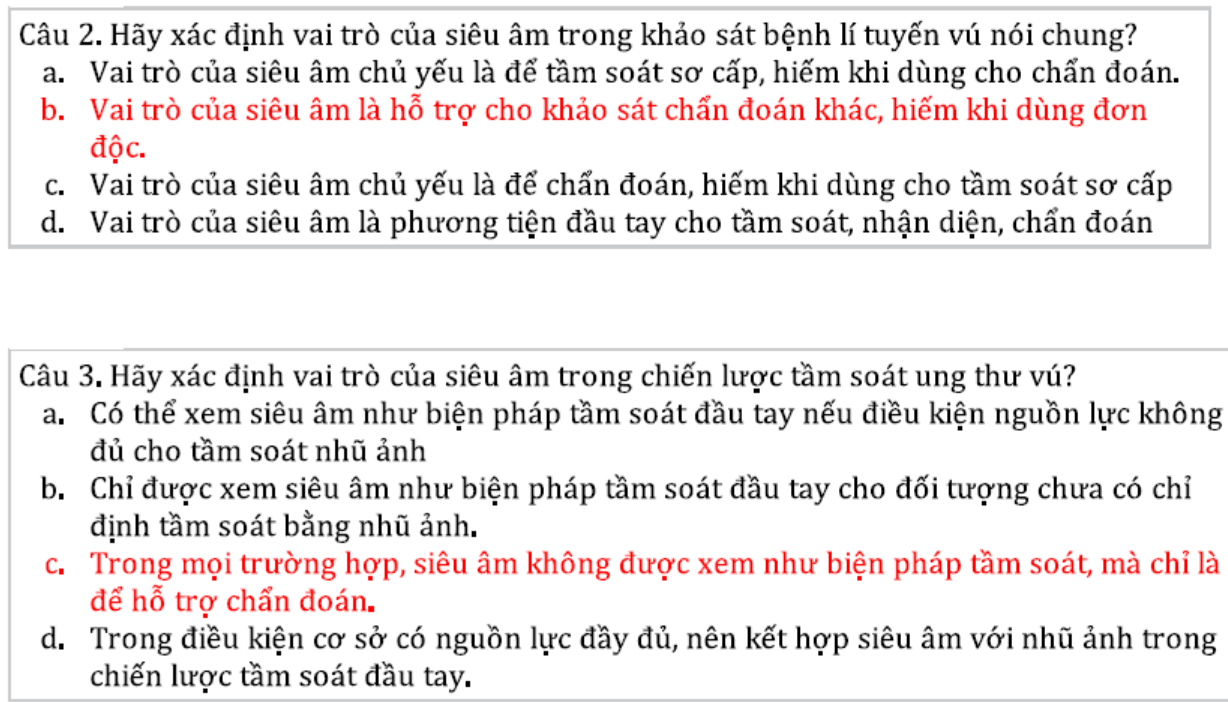 Câu 2. Hãy xác định vai trò của siêu âm trong khảo sát bệnh lí tuyến vú nói chung?
a. Vai trò của siêu âm chủ yếu là để tầm soát sơ cấp, hiếm khi dùng cho chẩn đoán.
b. Vai trò của siêu âm là hỗ trợ cho khảo sát chẩn đoán khác, hiếm khi dùng đơn
độc.
c. Vai trò của siêu âm chủ yếu là để chẩn đoán, hiếm khi dùng cho tầm soát sơ cấp
d. Vai trò của siêu âm là phương tiện đầu tay cho tầm soát, nhận diện, chẩn đoán
Câu 3. Hãy xác định vai trò của siêu âm trong chiến lược tầm soát ung thư vú?
a. Có thể xem siêu âm như biện pháp tầm soát đầu tay nếu điều kiện nguồn lực không
đủ cho tầm soát nhũ ảnh
b. Chỉ được xem siêu âm như biện pháp tầm soát đầu tay cho đối tượng chưa có chỉ
định tầm soát bằng nhũ ảnh.
c. Trong mọi trường hợp, siêu âm không được xem như biện pháp tầm soát, mà chỉ là
để hỗ trợ chẩn đoán.
d. Trong điều kiện cơ sở có nguồn lực đầy đủ, nên kết hợp siêu âm với nhũ ảnh trong
chiến lược tầm soát đầu tay.